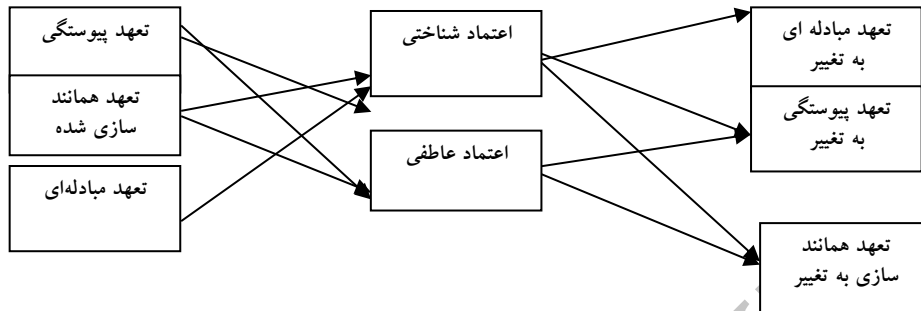 تعهد پیوستگی
تعهد همانند
سازی شده
تعهد مبادله‌ای
اعتماد شناختی
اعتماد عاطفی
تعهد مبادله ای
به تغییر
تعهد پیوستگی
به تغییر
تعهد همانند
سازی به تغییر